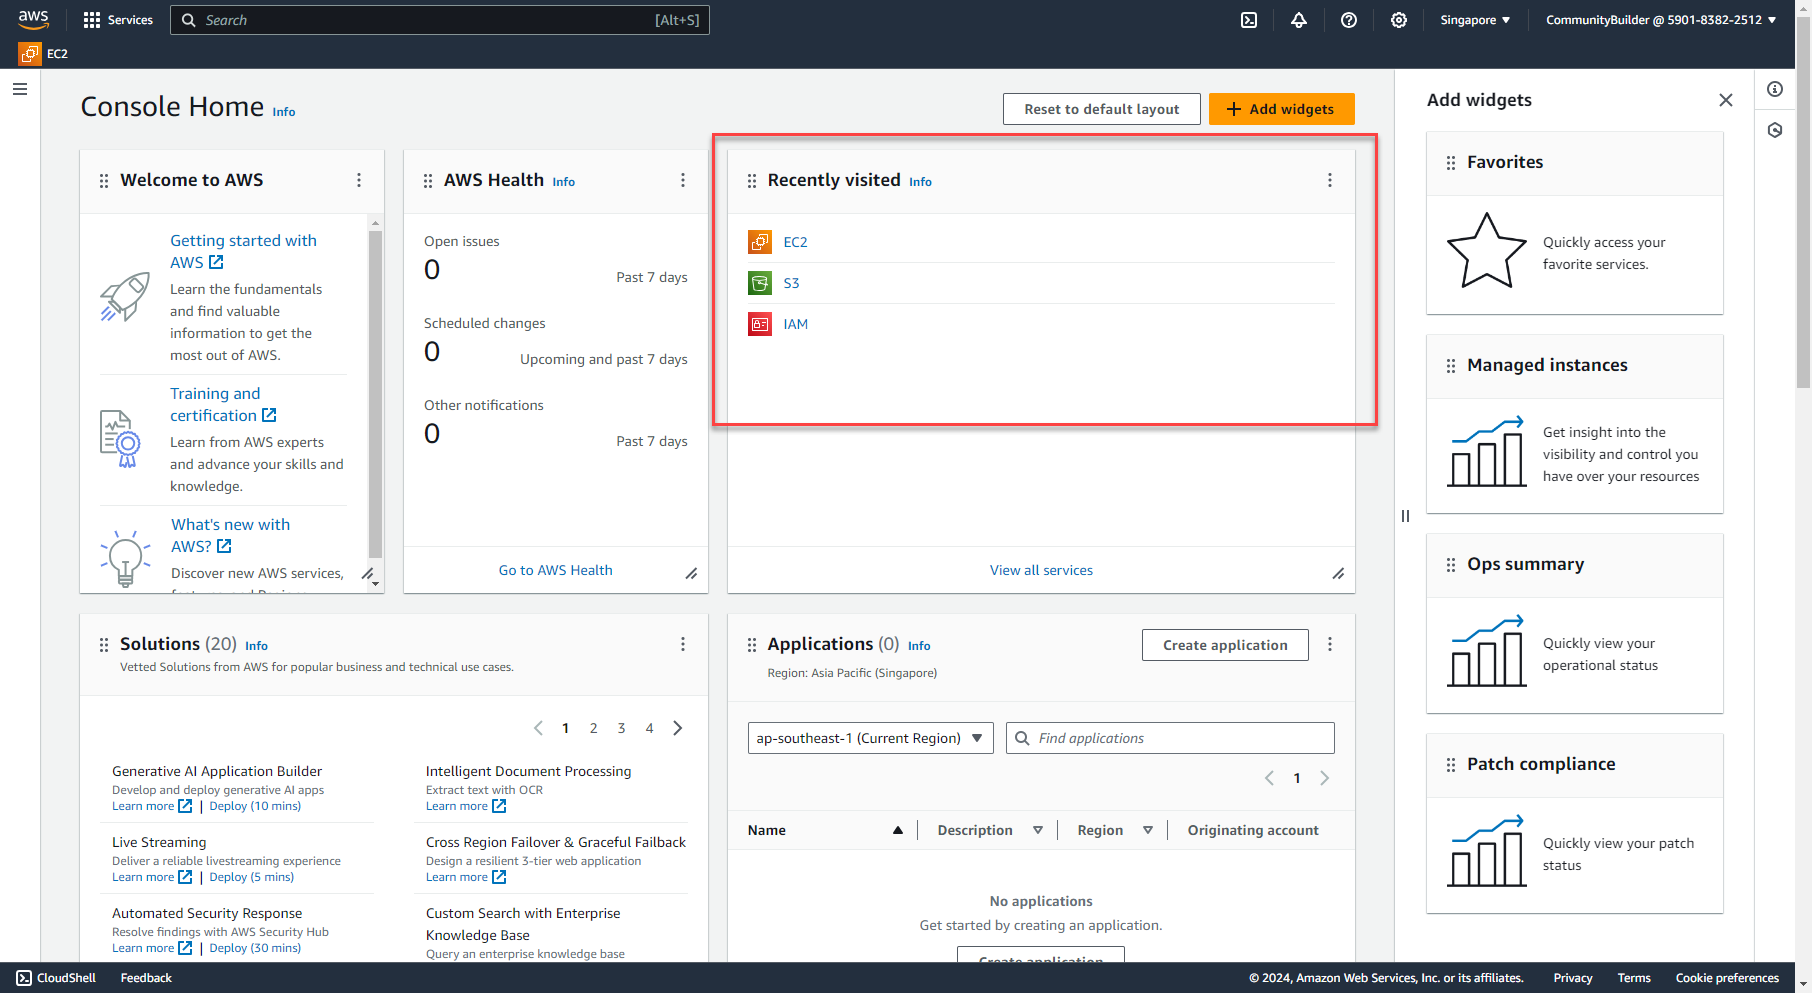 aws
Services
Search
[Alt+S]
Singapore
CommunityBuilder @ 5901-8382-2512
EC2
Console Home
Info
Reset to default layout
Add widgets
Welcome to AWS
Getting started with
AWS
Learn the fundamentals
and find valuable
information to get the
most out of AWS.
Training and
certification
Learn from AWS experts
and advance your skills and
knowledge.
What's new with
AWS?
Discover new AWS services,
AWS Health
Info
Open issues
0
Past 7 days
Scheduled changes
0
Upcoming and past 7 days
Other notifications
0
Past 7 days
Go to AWS Health
Recently visited
Info
EC2
S3
IAM
View all services
Solutions (20)
Info
Vetted Solutions from AWS for popular business and technical use cases.
1 2 3 4
Generative AI Application Builder
Develop and deploy generative AI apps
Learn more | Deploy (10 mins)
Live Streaming
Deliver a reliable livestreaming experience
Learn more | Deploy (5 mins)
Automated Security Response
Resolve findings with AWS Security Hub
Learn more | Deploy (30 mins)
Intelligent Document Processing
Extract text with OCR
Learn more
Cross Region Failover & Graceful Failback
Design a resilient 3-tier web application
Learn more
Custom Search with Enterprise
Knowledge Base
Query an enterprise knowledge base
Applications (0)
Info
Region: Asia Pacific (Singapore)
Create application
ap-southeast-1 (Current Region)
Find applications
1
Name
Description
Region
Originating account
No applications
Get started by creating an application.
Create application
Add widgets
Favorites
Quickly access your
favorite services.
Managed instances
Get insight into the
visibility and control you
have over your resources
Ops summary
Quickly view your
operational status
Patch compliance
Quickly view your patch
status
CloudShell
Feedback
© 2024, Amazon Web Services, Inc. or its affiliates.
Privacy
Terms
Cookie preferences